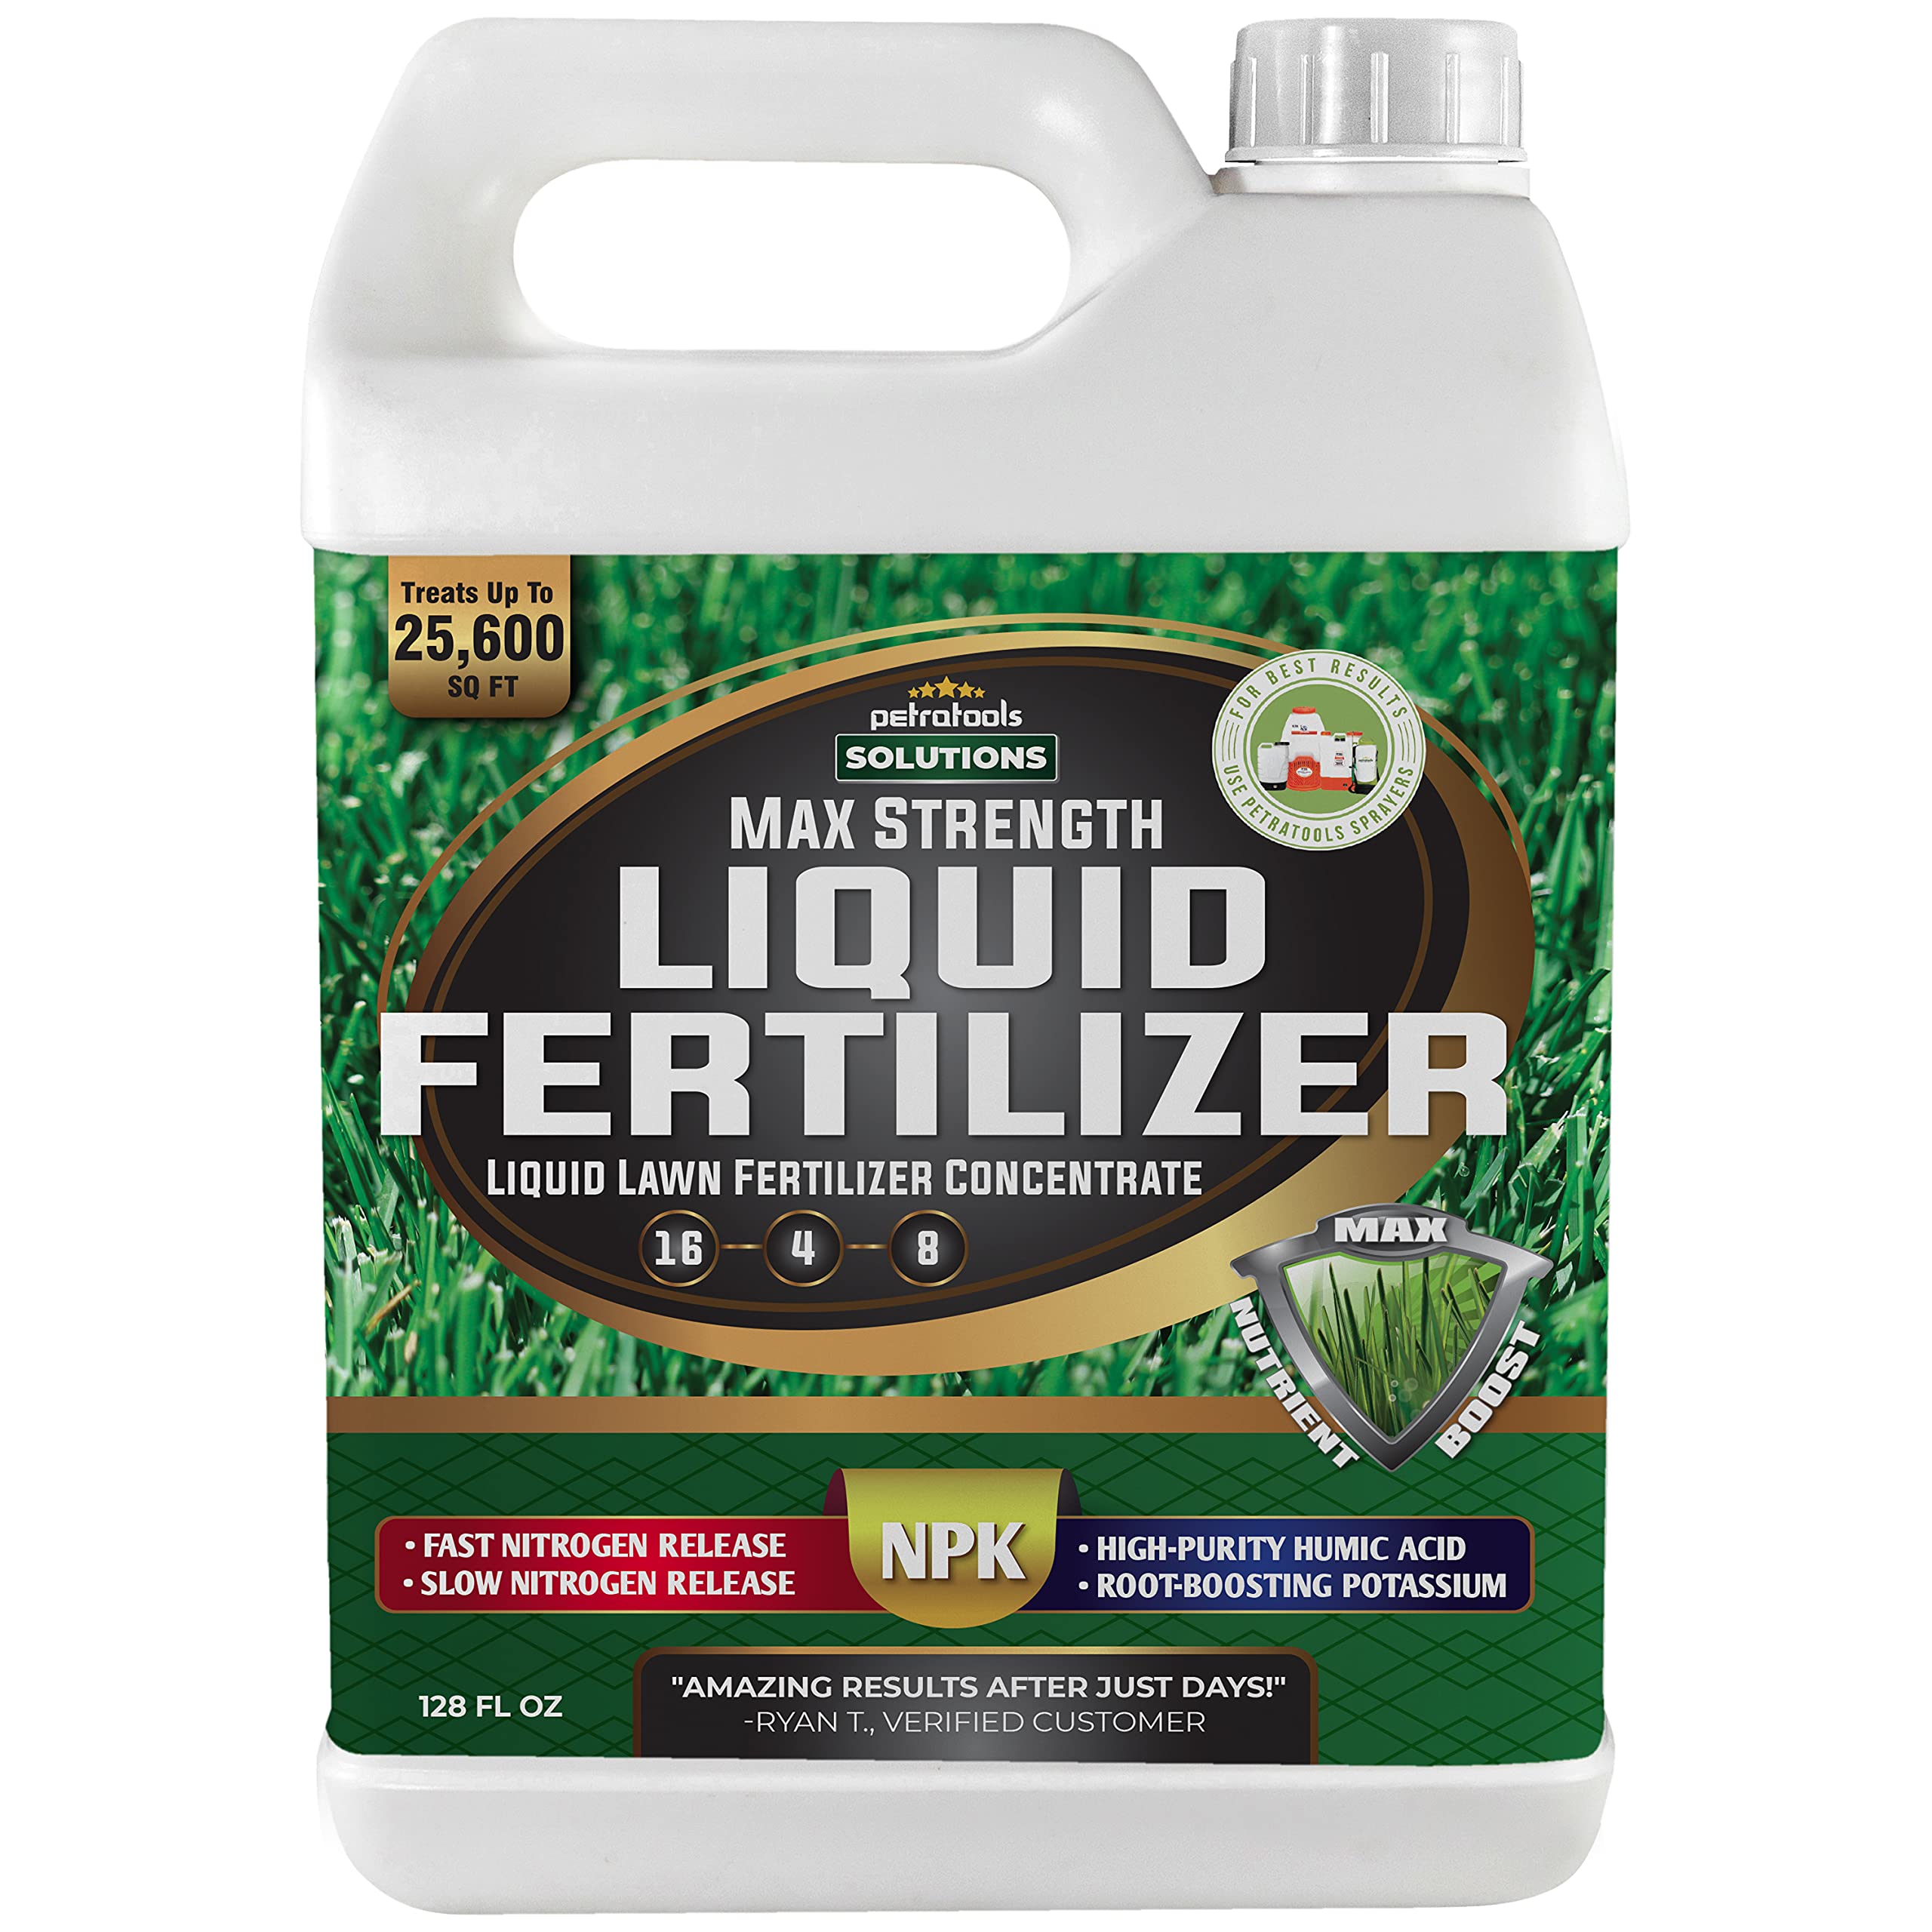 Treats Up To
25,600
SQ FT
petratools
SOLUTIONS
FOR BEST RESULTS
USE PETRATOOLS SPRAYERS
MAX STRENGTH
LIQUID
FERTILIZER
LIQUID LAWN FERTILIZER CONCENTRATE
16 – 4 – 8
MAX
NUTRIENT
BOOST
• FAST NITROGEN RELEASE
• SLOW NITROGEN RELEASE
NPK
• HIGH-PURITY HUMIC ACID
• ROOT-BOOSTING POTASSIUM
128 FL OZ
"AMAZING RESULTS AFTER JUST DAYS!"
-RYAN T., VERIFIED CUSTOMER